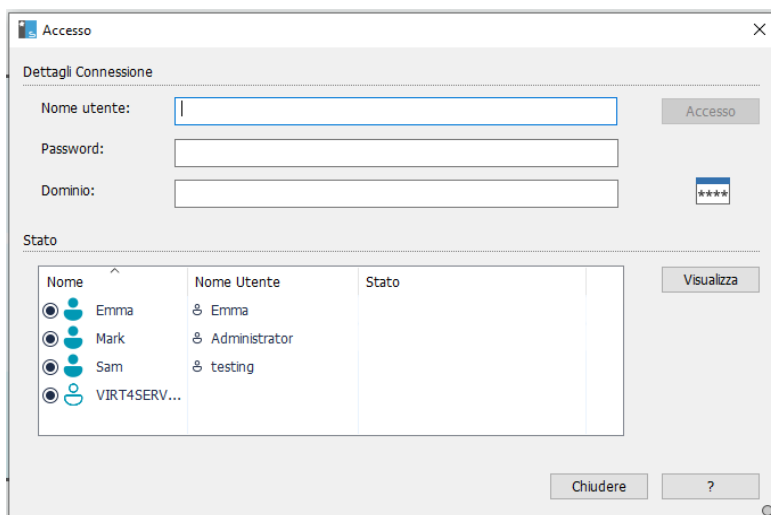 Accesso
Dettagli Connessione
Nome utente:
Accesso
Password:
Dominio:
****
Stato
Nome Nome Utente Stato
Visualizza
Emma Emma
Mark Administrator
Sam testing
VIRT4SERV...
Chiudere ?